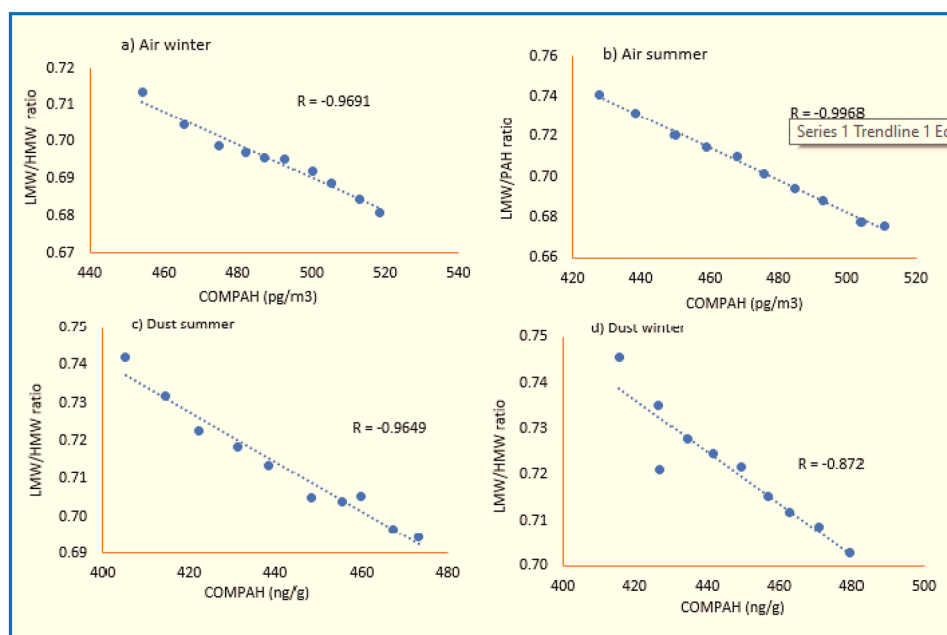 a) Air winter
0.72
0.71
0.70
0.69
0.68
0.67
LMW/HMW ratio
R = -0.9691
440 460 480 500 520 540
COMPAH (pg/m3)
b) Air summer
0.76
0.74
0.72
0.70
0.68
0.66
LMW/PAH ratio
R = -0.9968
Series 1 Trendline 1 Eq
420 440 460 480 500 520
COMPAH (pg/m3)
c) Dust summer
0.75
0.74
0.73
0.72
0.71
0.70
0.69
LMW/HMW ratio
R = -0.9649
400 420 440 460 480
COMPAH (ng/g)
d) Dust winter
0.75
0.74
0.73
0.72
0.71
0.70
LMW/HMW ratio
R = -0.872
400 420 440 460 480 500
COMPAH (ng/g)